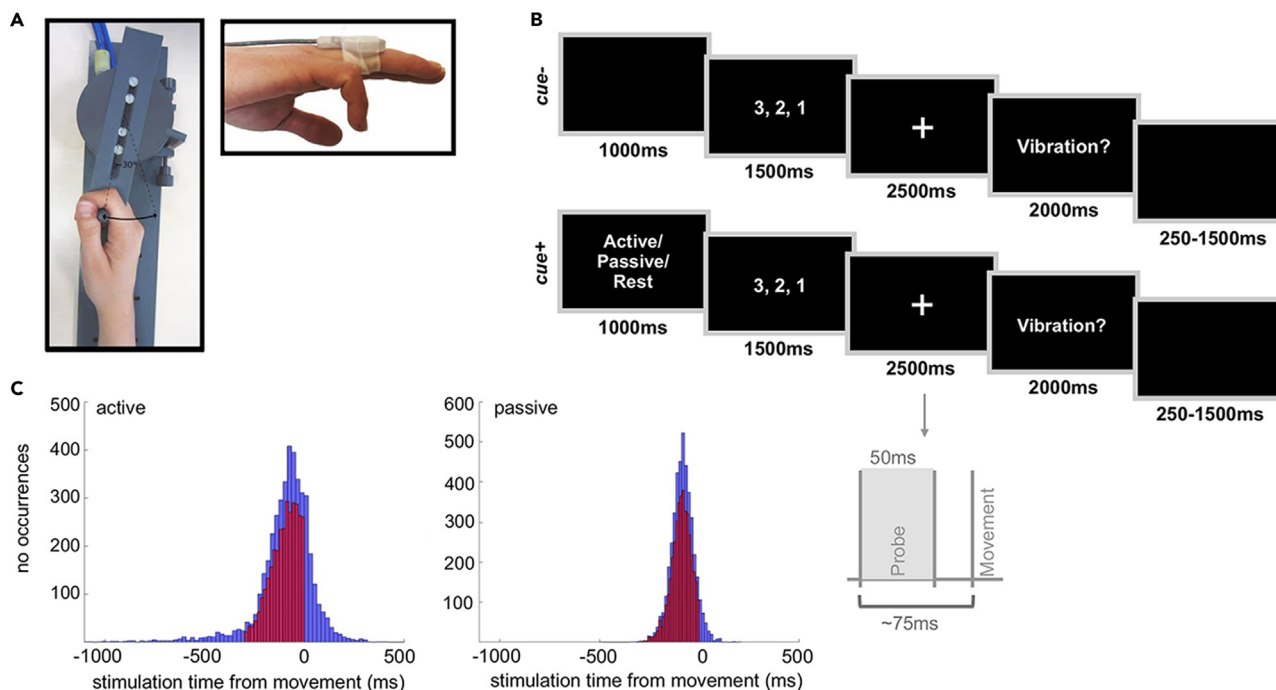 A
~30°
B
cue-
1000ms
3, 2, 1
1500ms
+
2500ms
Vibration?
2000ms
250-1500ms
cue+
Active/
Passive/
Rest
1000ms
3, 2, 1
1500ms
+
2500ms
Vibration?
2000ms
250-1500ms
50ms
Probe
Movement
~75ms
C
active
no occurrences
500
400
300
200
100
-1000
-500
0
500
stimulation time from movement (ms)
passive
600
500
400
300
200
100
-1000
-500
0
500
stimulation time from movement (ms)